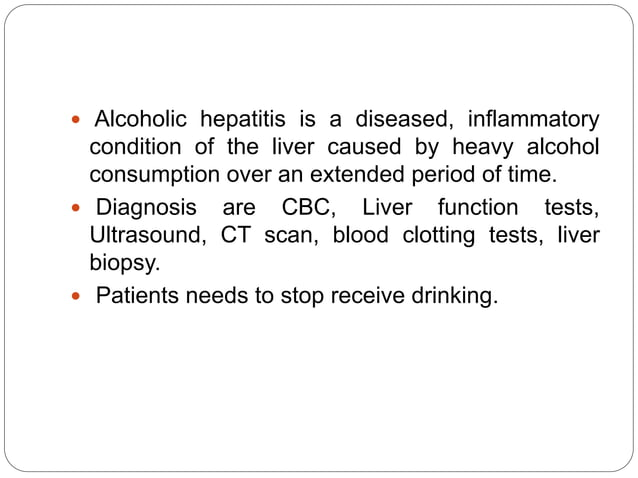 • Alcoholic hepatitis is a diseased, inflammatory
condition of the liver caused by heavy alcohol
consumption over an extended period of time.
• Diagnosis are CBC, Liver function tests,
Ultrasound, CT scan, blood clotting tests, liver
biopsy.
• Patients needs to stop receive drinking.